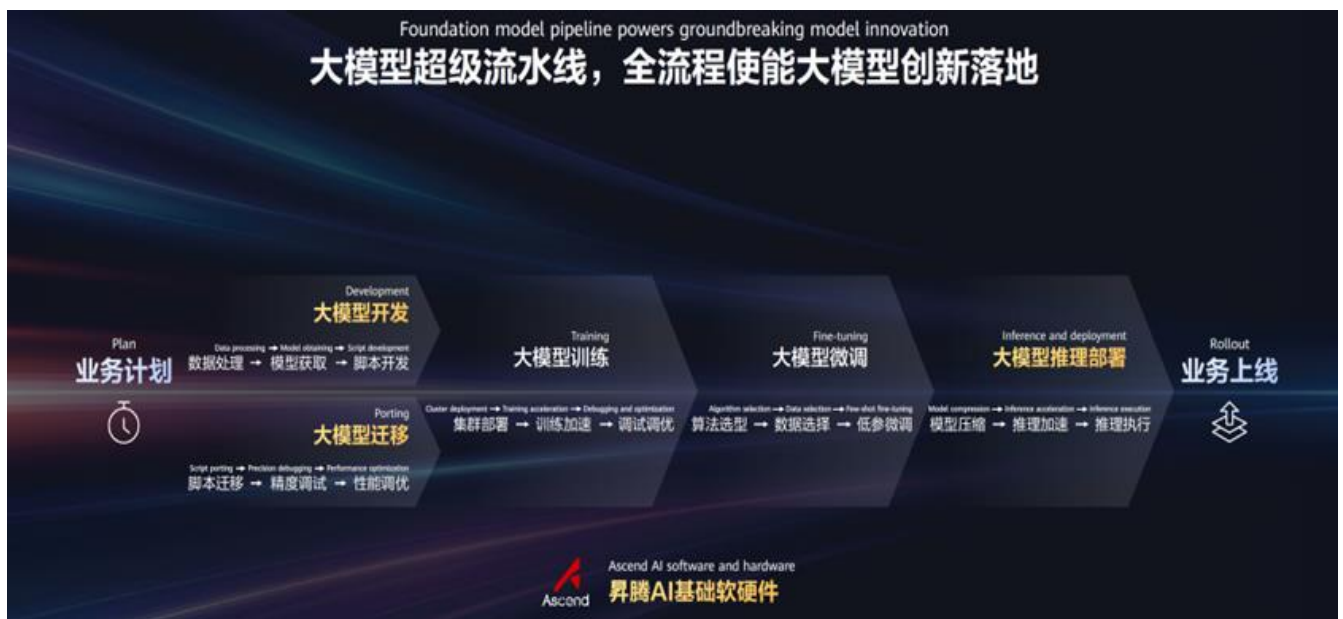 Foundation model pipeline powers groundbreaking model innovation
大模型超级流水线，全流程使能大模型创新落地
Plan
业务计划
Development
大模型开发
Data processing → Model obtaining → Script development
数据处理 → 模型获取 → 脚本开发
Porting
大模型迁移
Script porting → Precision debugging → Performance optimization
脚本迁移 → 精度调试 → 性能调优
Training
大模型训练
Cluster deployment → Training acceleration → Debugging and optimization
集群部署 → 训练加速 → 调试调优
Fine-tuning
大模型微调
Algorithm selection → Data selection → Few-shot fine-tuning
算法选型 → 数据选择 → 低参微调
Inference and deployment
大模型推理部署
Model compression → Inference acceleration → Inference execution
模型压缩 → 推理加速 → 推理执行
Rollout
业务上线
Ascend
Ascend AI software and hardware
昇腾AI基础软硬件